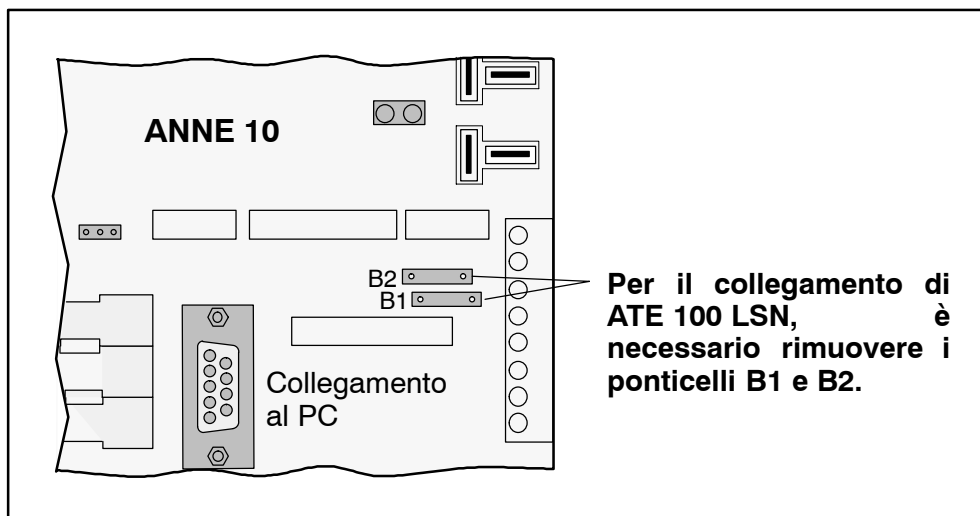 ANNE 10
B2
B1
Collegamento
al PC
Per il collegamento di
ATE 100 LSN, è
necessario rimuovere i
ponticelli B1 e B2.